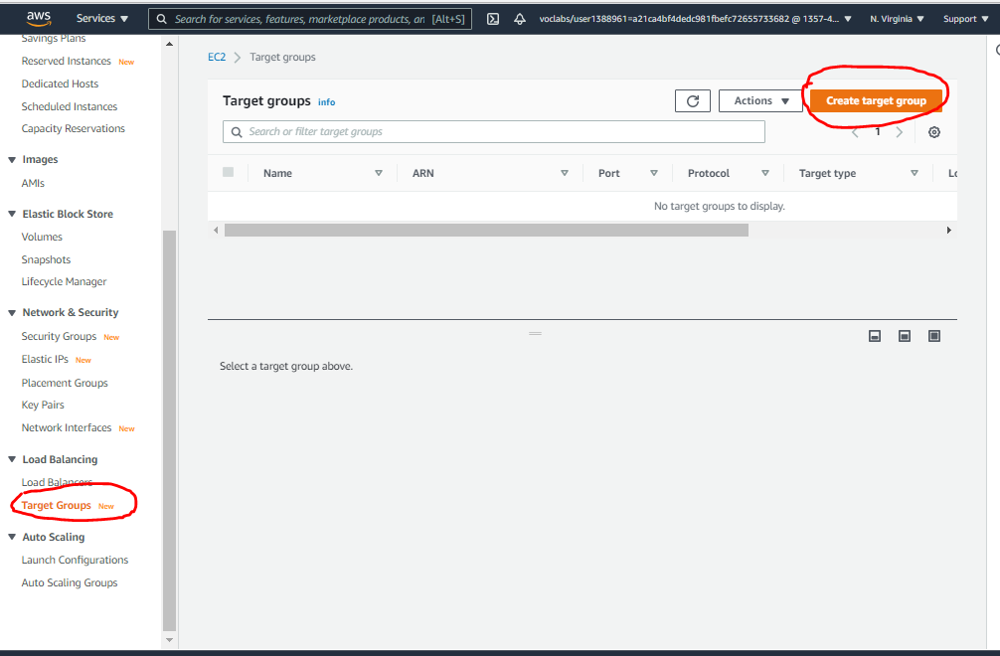 aws Services Search for services, features, marketplace products, an [Alt+S] voclabs/user1388961=a21ca4bf4dedc981fbefc72655733682 @ 1357-4... N. Virginia Support
Savings Plans
Reserved Instances New
Dedicated Hosts
Scheduled Instances
Capacity Reservations
Images
AMIs
Elastic Block Store
Volumes
Snapshots
Lifecycle Manager
Network & Security
Security Groups New
Elastic IPs New
Placement Groups
Key Pairs
Network Interfaces New
Load Balancing
Load Balancers
Target Groups New
Auto Scaling
Launch Configurations
Auto Scaling Groups
EC2 > Target groups
Target groups info
Actions
Create target group
Search or filter target groups
1
Name ARN Port Protocol Target type
No target groups to display.
Select a target group above.